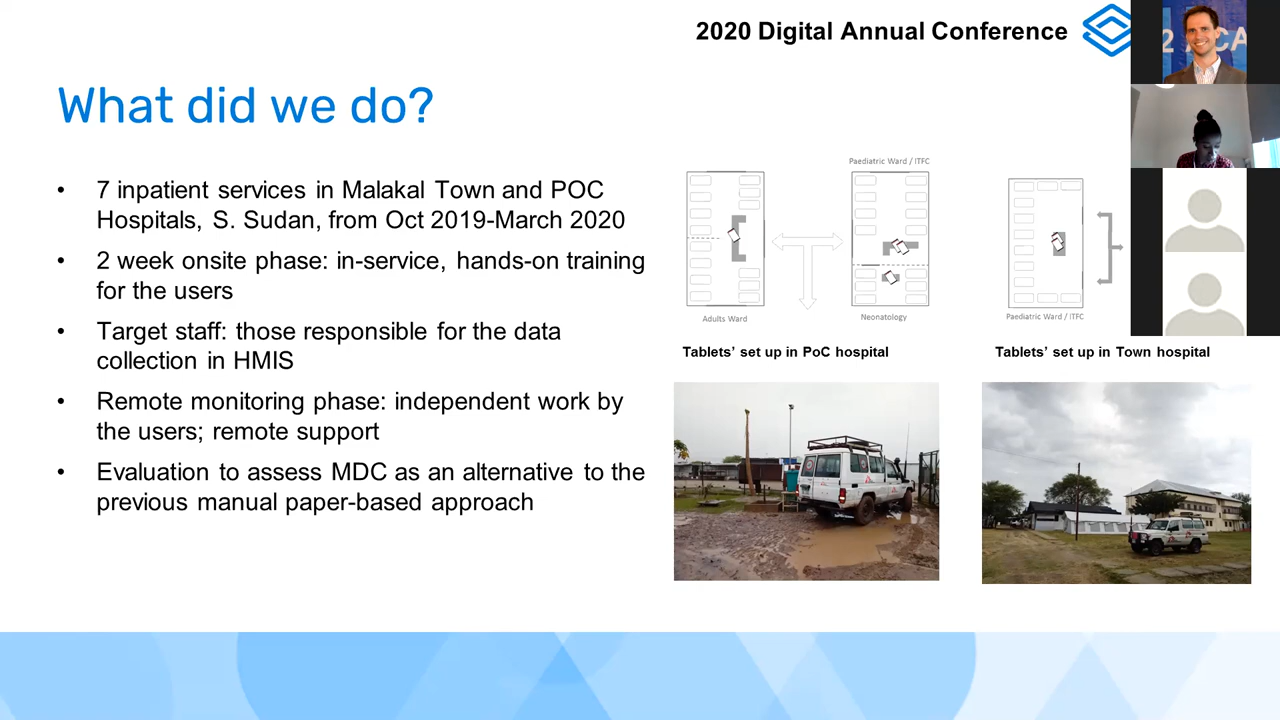 2020 Digital Annual Conference
What did we do?
• 7 inpatient services in Malakal Town and POC
Hospitals, S. Sudan, from Oct 2019-March 2020
• 2 week onsite phase: in-service, hands-on training
for the users
• Target staff: those responsible for the data
collection in HMIS
• Remote monitoring phase: independent work by
the users; remote support
• Evaluation to assess MDC as an alternative to the
previous manual paper-based approach
Paediatric Ward / ITFC
Adults Ward
Neonatology
Paediatric Ward / ITFC
Tablets’ set up in PoC hospital
Tablets’ set up in Town hospital